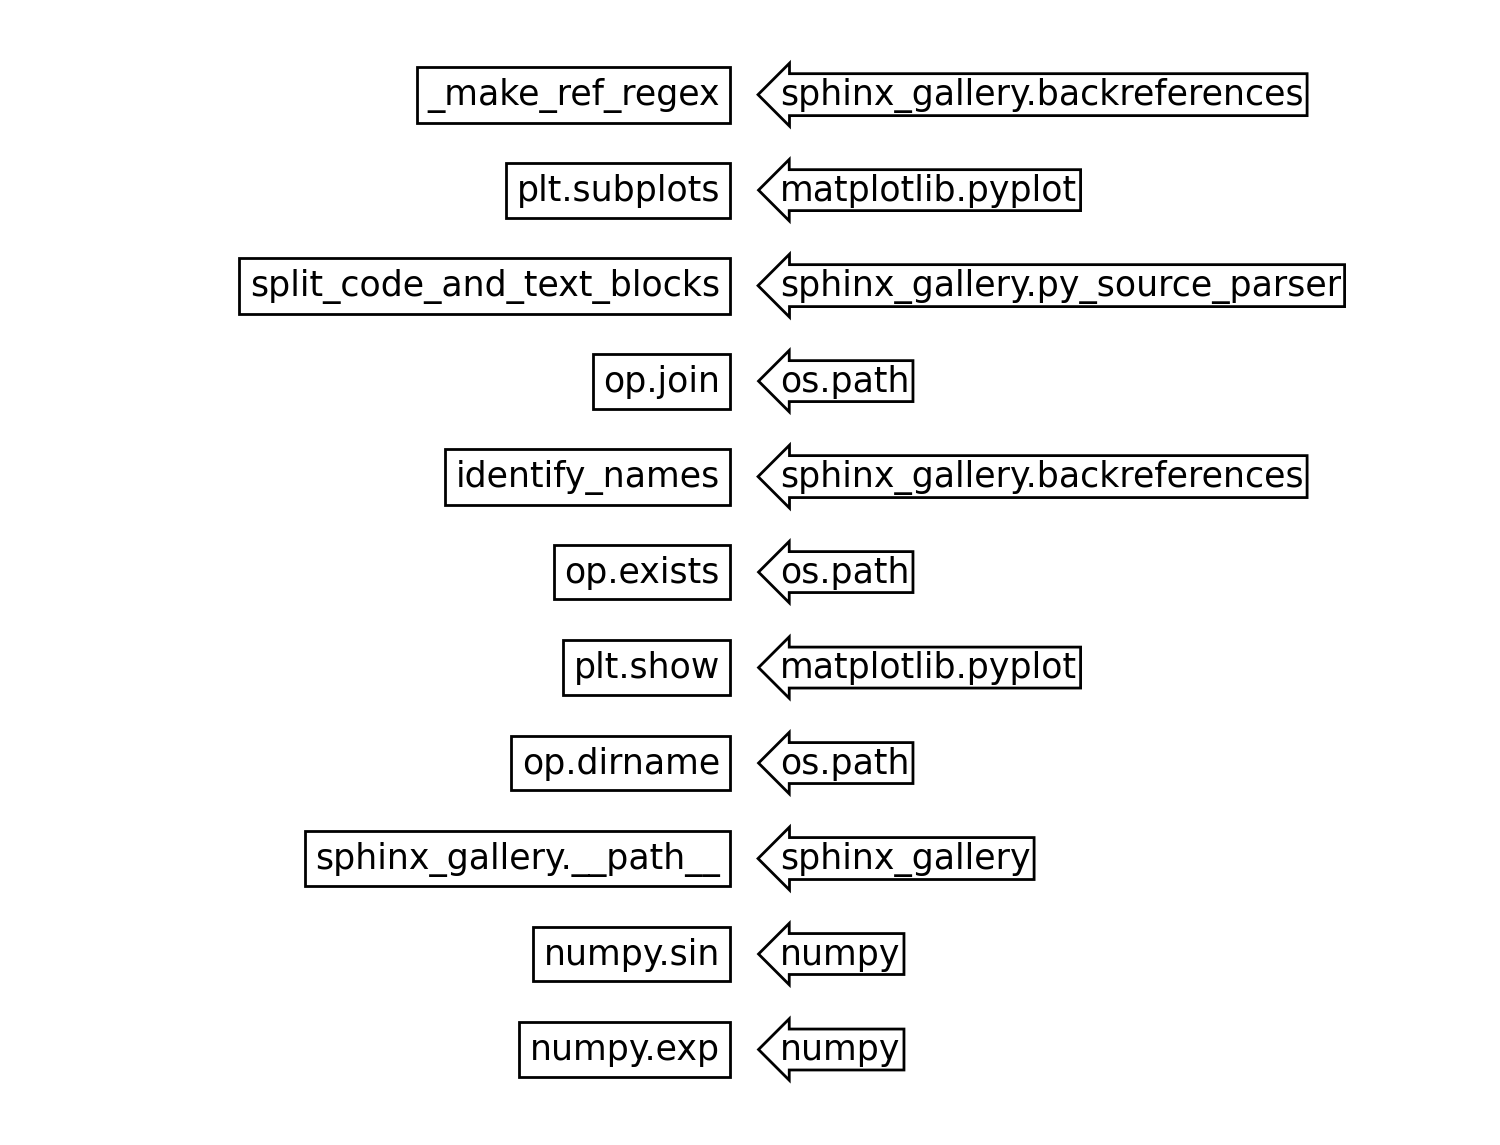 _make_ref_regex sphinx_gallery.backreferences
plt.subplots matplotlib.pyplot
split_code_and_text_blocks sphinx_gallery.py_source_parser
op.join os.path
identify_names sphinx_gallery.backreferences
op.exists os.path
plt.show matplotlib.pyplot
op.dirname os.path
sphinx_gallery.__path__ sphinx_gallery
numpy.sin numpy
numpy.exp numpy